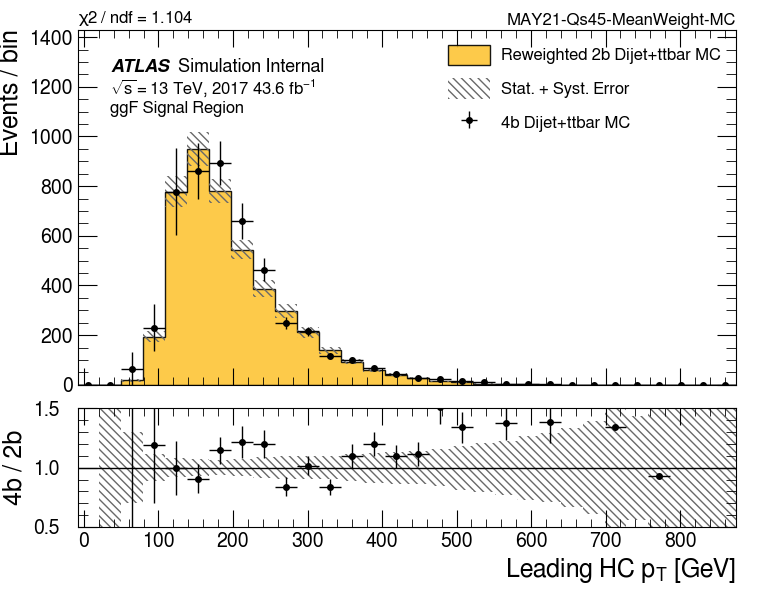 χ2 / ndf = 1.104
MAY21-Qs45-MeanWeight-MC
Events / bin
1400
1200
1000
800
600
400
200
0
ATLAS Simulation Internal
√s = 13 TeV, 2017 43.6 fb⁻¹
ggF Signal Region
Reweighted 2b Dijet+ttbar MC
Stat. + Syst. Error
4b Dijet+ttbar MC
4b / 2b
1.5
1.0
0.5
0 100 200 300 400 500 600 700 800
Leading HC p_T [GeV]